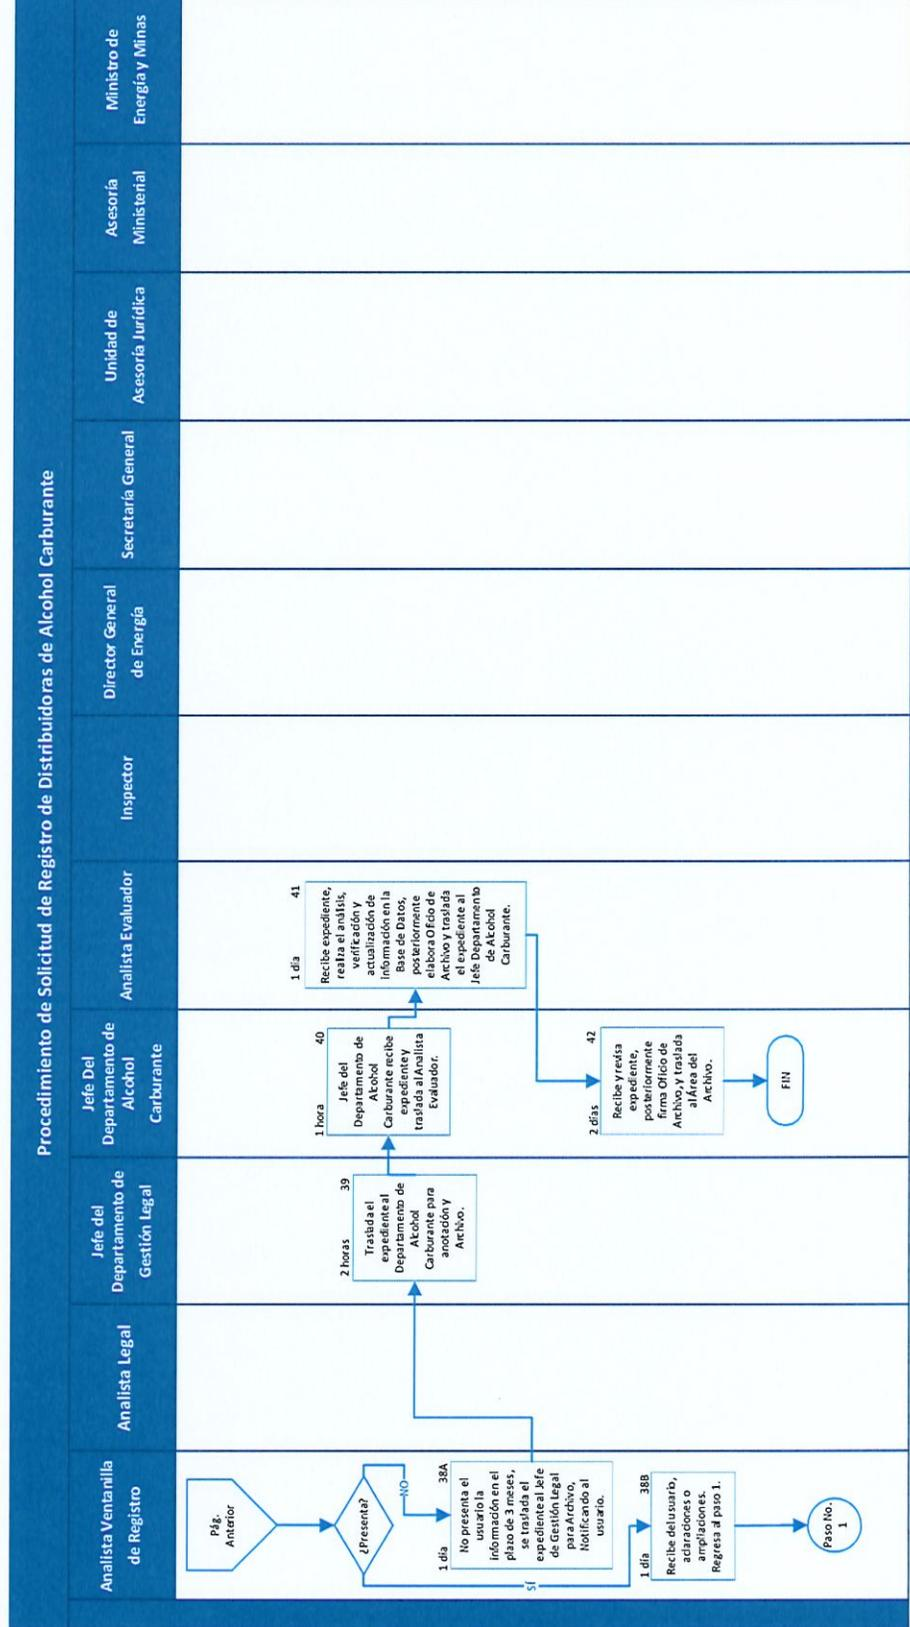 Procedimiento de Solicitud de Registro de Distribuidoras de Alcohol Carburante
Analista Ventanilla
de Registro
Analista Legal
Jefe del
Departamento de
Gestión Legal
Jefe Del
Departamento de
Alcohol
Carburante
Analista Evaluador
Inspector
Director General
de Energía
Secretaría General
Unidad de
Asesoría Jurídica
Asesoría
Ministerial
Ministro de
Energía y Minas
Pág.
Anterior
¿Presenta?
NO
SÍ
1 día 38A
No presenta el
usuario la
información en el
plazo de 3 meses,
se traslada el
expediente al Jefe
de Gestión Legal
para Archivo,
Notificando al
usuario.
1 día 38B
Recibe del usuario,
aclaraciones o
ampliaciones.
Regresa al paso 1.
Paso No.
1
2 horas 39
Traslada el
expediente al
Departamento de
Alcohol
Carburante para
anotación y
Archivo.
1 hora 40
Jefe del
Departamento de
Alcohol
Carburante recibe
expediente y
traslada al Analista
Evaluador.
1 día 41
Recibe expediente,
realiza el análisis,
verificación y
actualización de
Información en la
Base de Datos,
posteriormente
elabora Oficio de
Archivo y traslada
el expediente al
Jefe Departamento
de Alcohol
Carburante.
2 días 42
Recibe y revisa
expediente,
posteriormente
firma Oficio de
Archivo, y traslada
al Área del
Archivo.
FIN